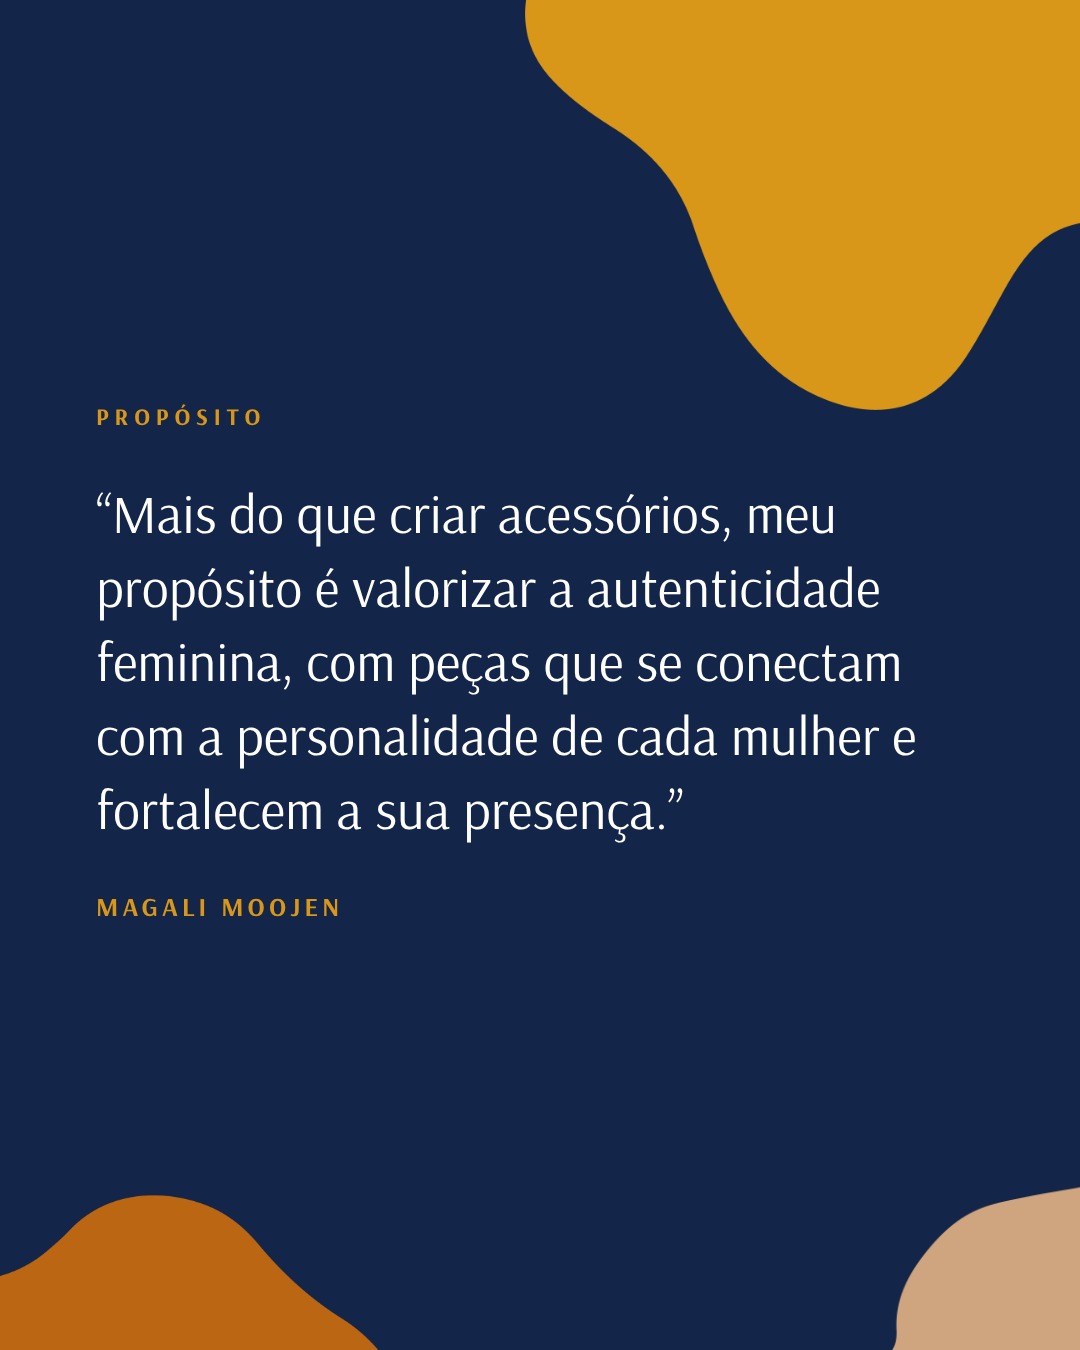 PROPÓSITO
“Mais do que criar acessórios, meu
propósito é valorizar a autenticidade
feminina, com peças que se conectam
com a personalidade de cada mulher e
fortalecem a sua presença.”
MAGALI MOOJEN